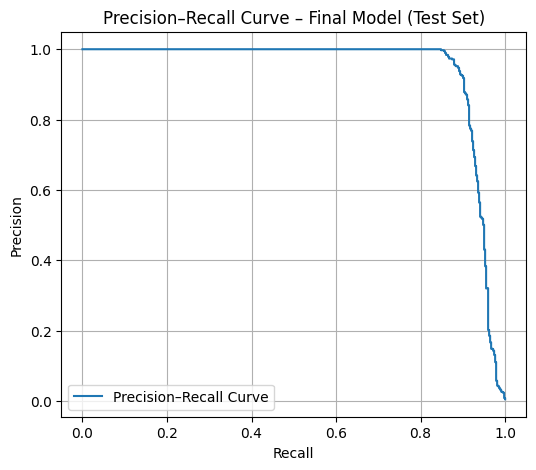 Precision–Recall Curve – Final Model (Test Set)
1.0
0.8
0.6
0.4
0.2
0.0
Precision
Precision–Recall Curve
0.0 0.2 0.4 0.6 0.8 1.0
Recall